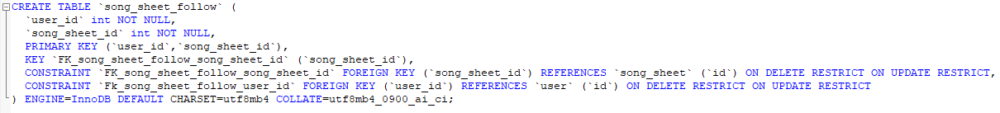 CREATE TABLE `song_sheet_follow` (
  `user_id` int NOT NULL,
  `song_sheet_id` int NOT NULL,
  PRIMARY KEY (`user_id`,`song_sheet_id`),
  KEY `FK_song_sheet_follow_song_sheet_id` (`song_sheet_id`),
  CONSTRAINT `FK_song_sheet_follow_song_sheet_id` FOREIGN KEY (`song_sheet_id`) REFERENCES `song_sheet` (`id`) ON DELETE RESTRICT ON UPDATE RESTRICT,
  CONSTRAINT `Fk_song_sheet_follow_user_id` FOREIGN KEY (`user_id`) REFERENCES `user` (`id`) ON DELETE RESTRICT ON UPDATE RESTRICT
) ENGINE=InnoDB DEFAULT CHARSET=utf8mb4 COLLATE=utf8mb4_0900_ai_ci;